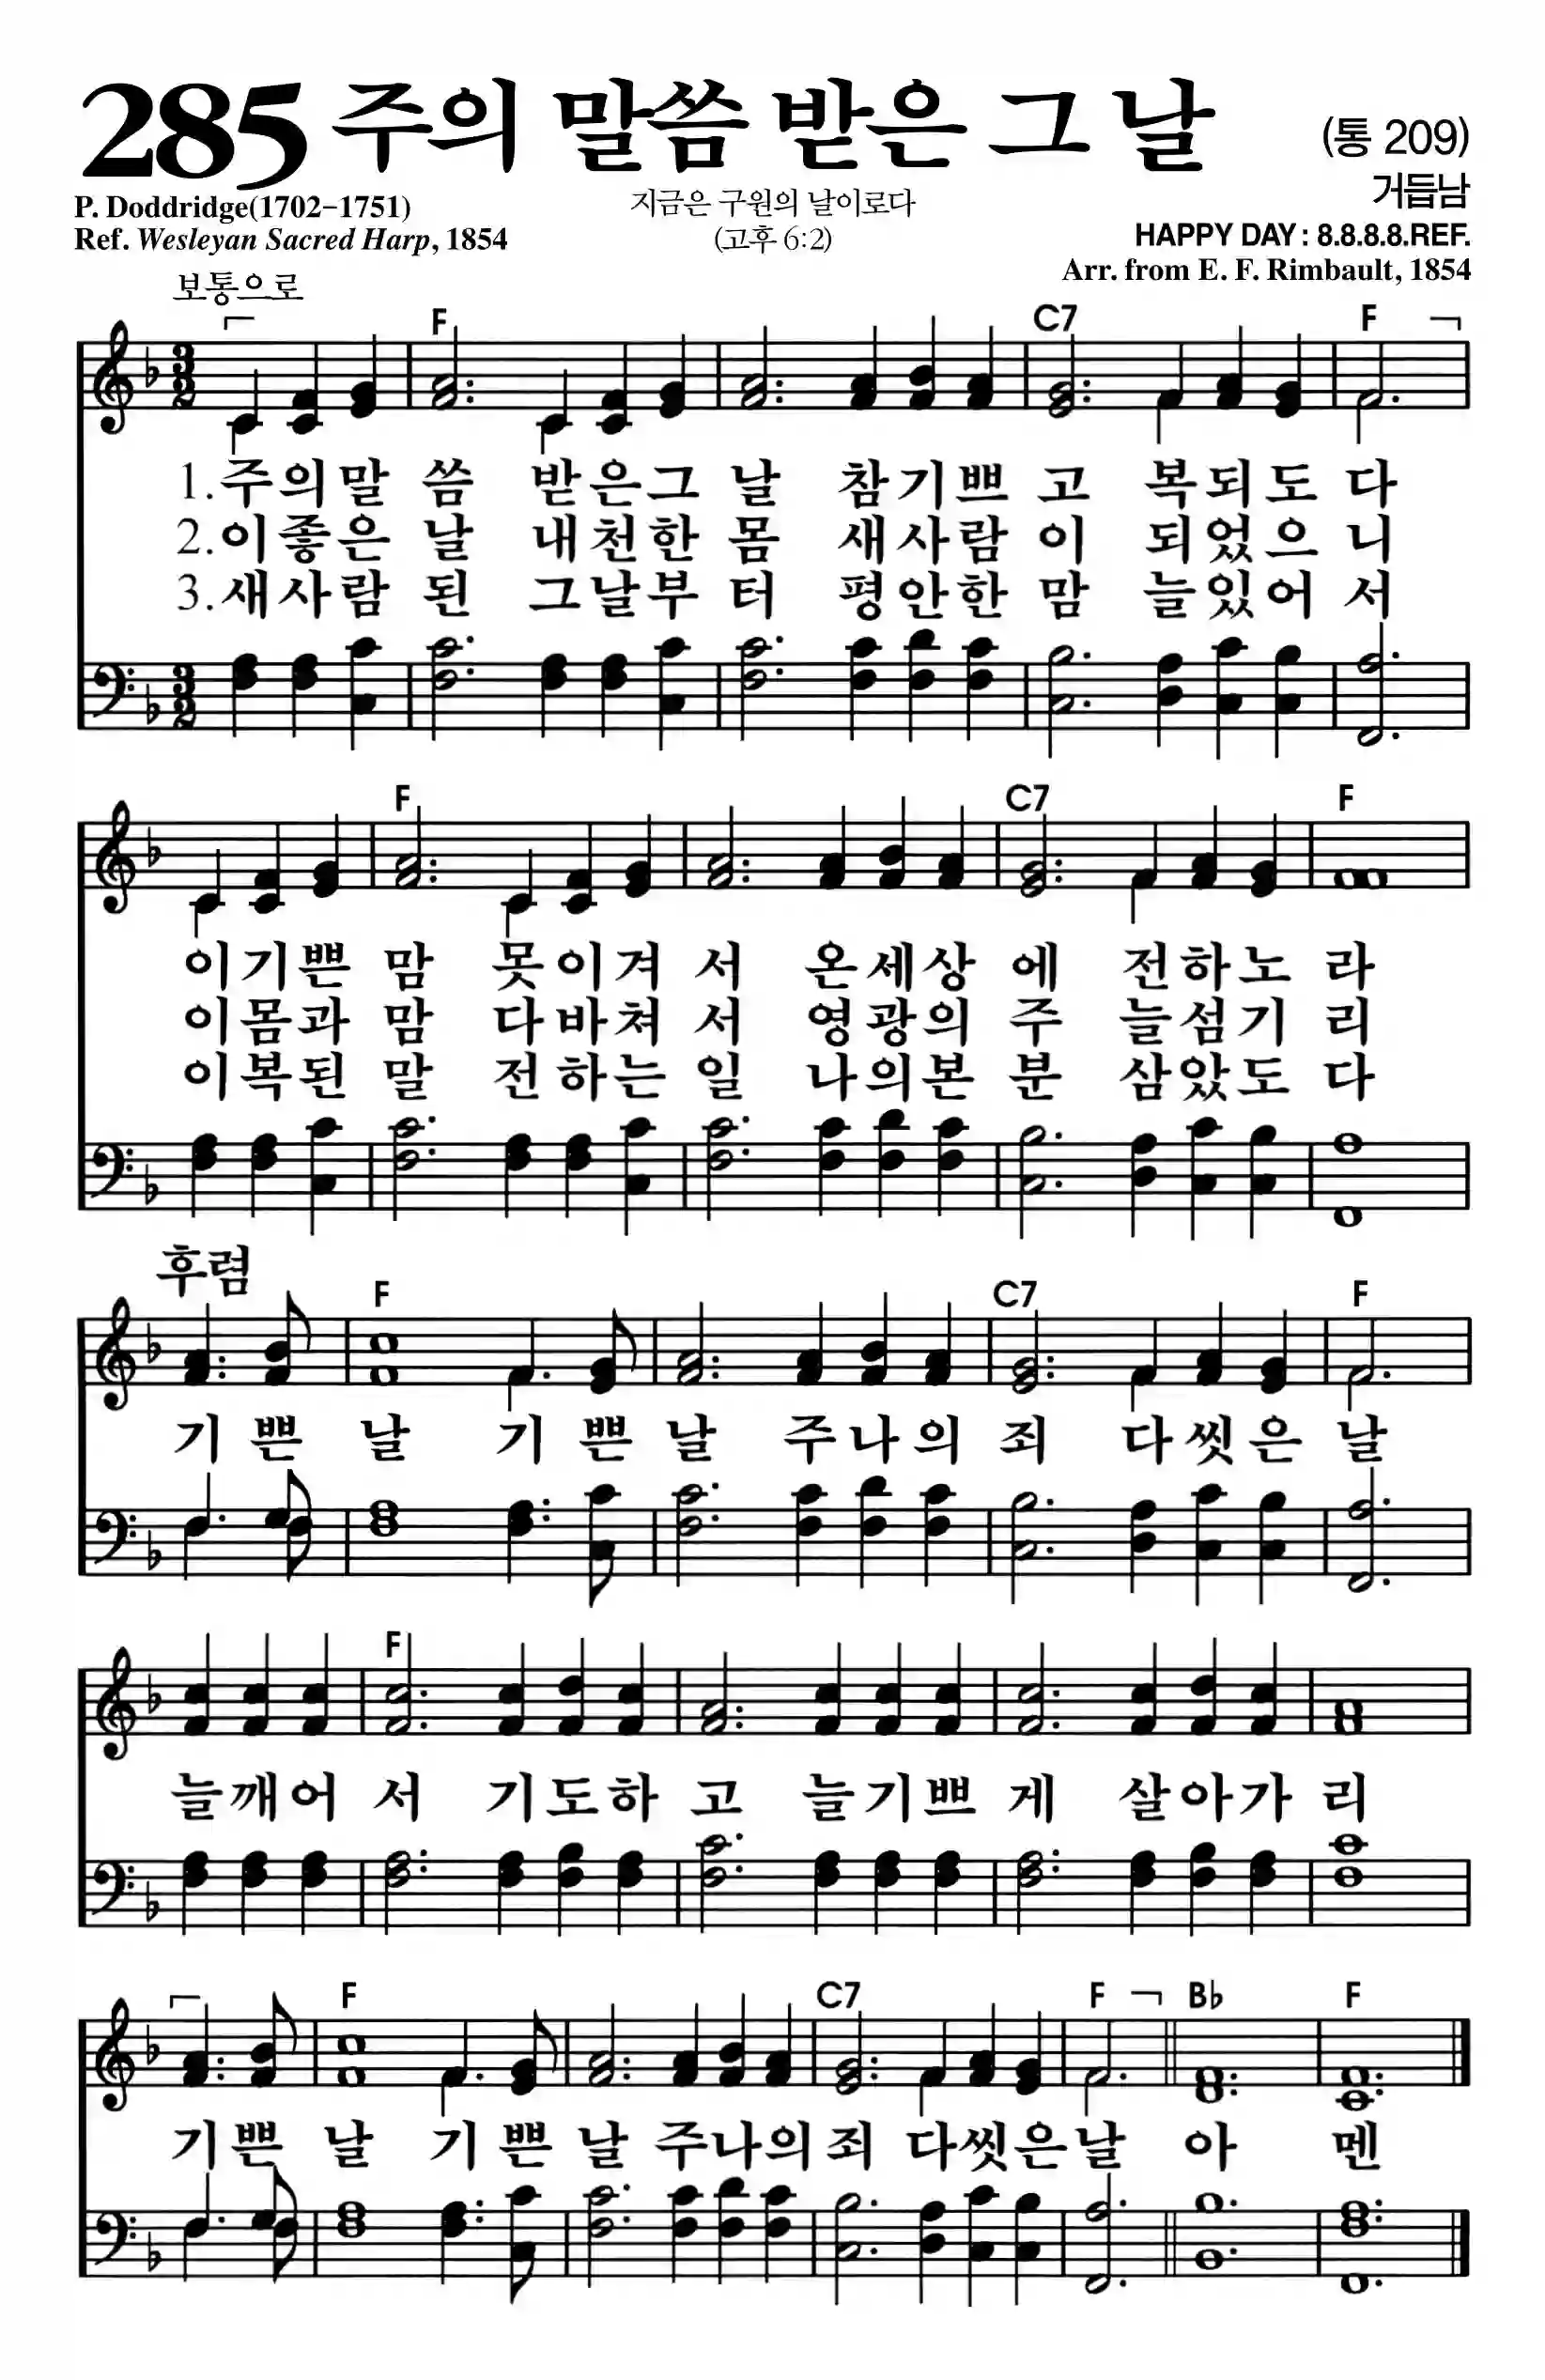 285 주의 말씀 받은 그 날 (통 209)
거듭남
P. Doddridge(1702-1751) 지금은 구원의 날이로다
Ref. Wesleyan Sacred Harp, 1854 (고후 6:2) HAPPY DAY : 8.8.8.8.REF.
Arr. from E. F. Rimbault, 1854
보통으로
F C7 F
1.주의말 씀 받은그 날 참기쁘 고 복되도 다
2.이좋은 날 내천한 몸 새사람 이 되었으 니
3.새사람 된 그날부 터 평안한 맘 늘있어 서
F C7 F
이기쁜 맘 못이겨 서 온세상 에 전하노 라
이몸과 맘 다바쳐 서 영광의 주 늘섬기 리
이복된 말 전하는 일 나의본 분 삼았도 다
후렴
F C7 F
기 쁜 날 기 쁜 날 주나의 죄 다씻은 날
F
늘깨어 서 기도하 고 늘기쁘 게 살아가 리
F C7 F B♭ F
기쁜 날 기 쁜 날 주나의 죄 다씻은 날 아 멘